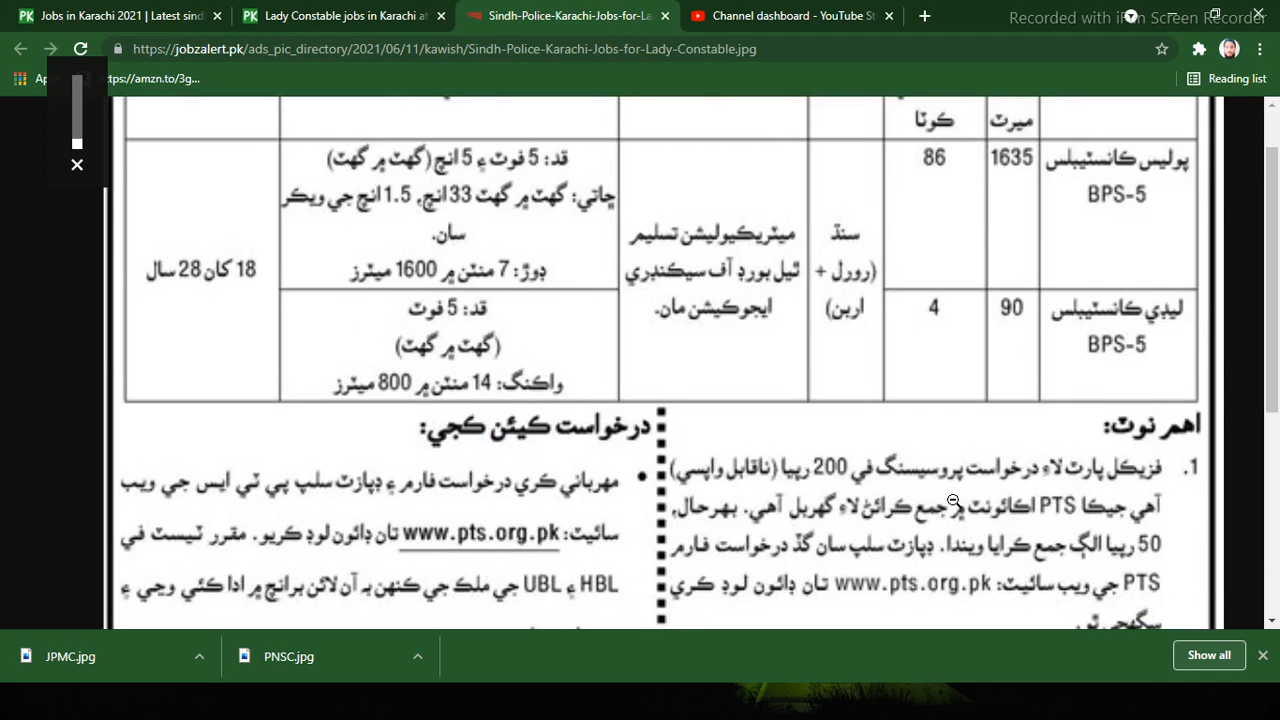 Jobs in Karachi 2021 | Latest sind
Lady Constable jobs in Karachi at
Sindh-Police-Karachi-Jobs-for-La
Channel dashboard - YouTube St
Recorded with iFun Screen Recorder
https://jobzalert.pk/ads_pic_directory/2021/06/11/kawish/Sindh-Police-Karachi-Jobs-for-Lady-Constable.jpg
ttps://amzn.to/3g...
Reading list
ميرٽ
ڪوٽا
پوليس ڪانسٽيبلس
BPS-5
1635
86
سنڌ
(رورل +
اربن)
ميٽريڪيوليشن تسليم
ٿيل بورڊ آف سيڪنڊري
ايجوڪيشن مان.
قد: 5 فوٽ ۽ 5 انچ (گهٽ ۾ گهٽ)
ڇاتي: گهٽ ۾ گهٽ 33 انچ، 1.5 انچ جي ويڪر
سان.
ڊوڙ: 7 منٽن ۾ 1600 ميٽرز
18 کان 28 سال
ليڊي ڪانسٽيبلس
BPS-5
90
4
قد: 5 فوٽ
(گهٽ ۾ گهٽ)
واڪنگ: 14 منٽن ۾ 800 ميٽرز
اهم نوٽ:
1. فزيڪل پارٽ لاءِ درخواست پروسيسنگ في 200 رپيا (ناقابل واپسي)
آهي جيڪا PTS اڪائونٽ ۾ جمع ڪرائڻ لاءِ گهربل آهي. بهرحال,
50 رپيا الڳ جمع ڪرايا ويندا. ڊپازٽ سلپ سان گڏ درخواست فارم
PTS جي ويب سائيٽ: www.pts.org.pk تان ڊائون لوڊ ڪري
سگهجي ٿو.
درخواست ڪيئن ڪجي:
• مهرباني ڪري درخواست فارم ۽ ڊپازٽ سلپ پي ٽي ايس جي ويب
سائيٽ: www.pts.org.pk تان ڊائون لوڊ ڪريو. مقرر ٽيسٽ في
HBL ۽ UBL جي ملڪ جي ڪنهن به آن لائن برانچ ۾ ادا ڪئي وڃي ۽
JPMC.jpg
PNSC.jpg
Show all